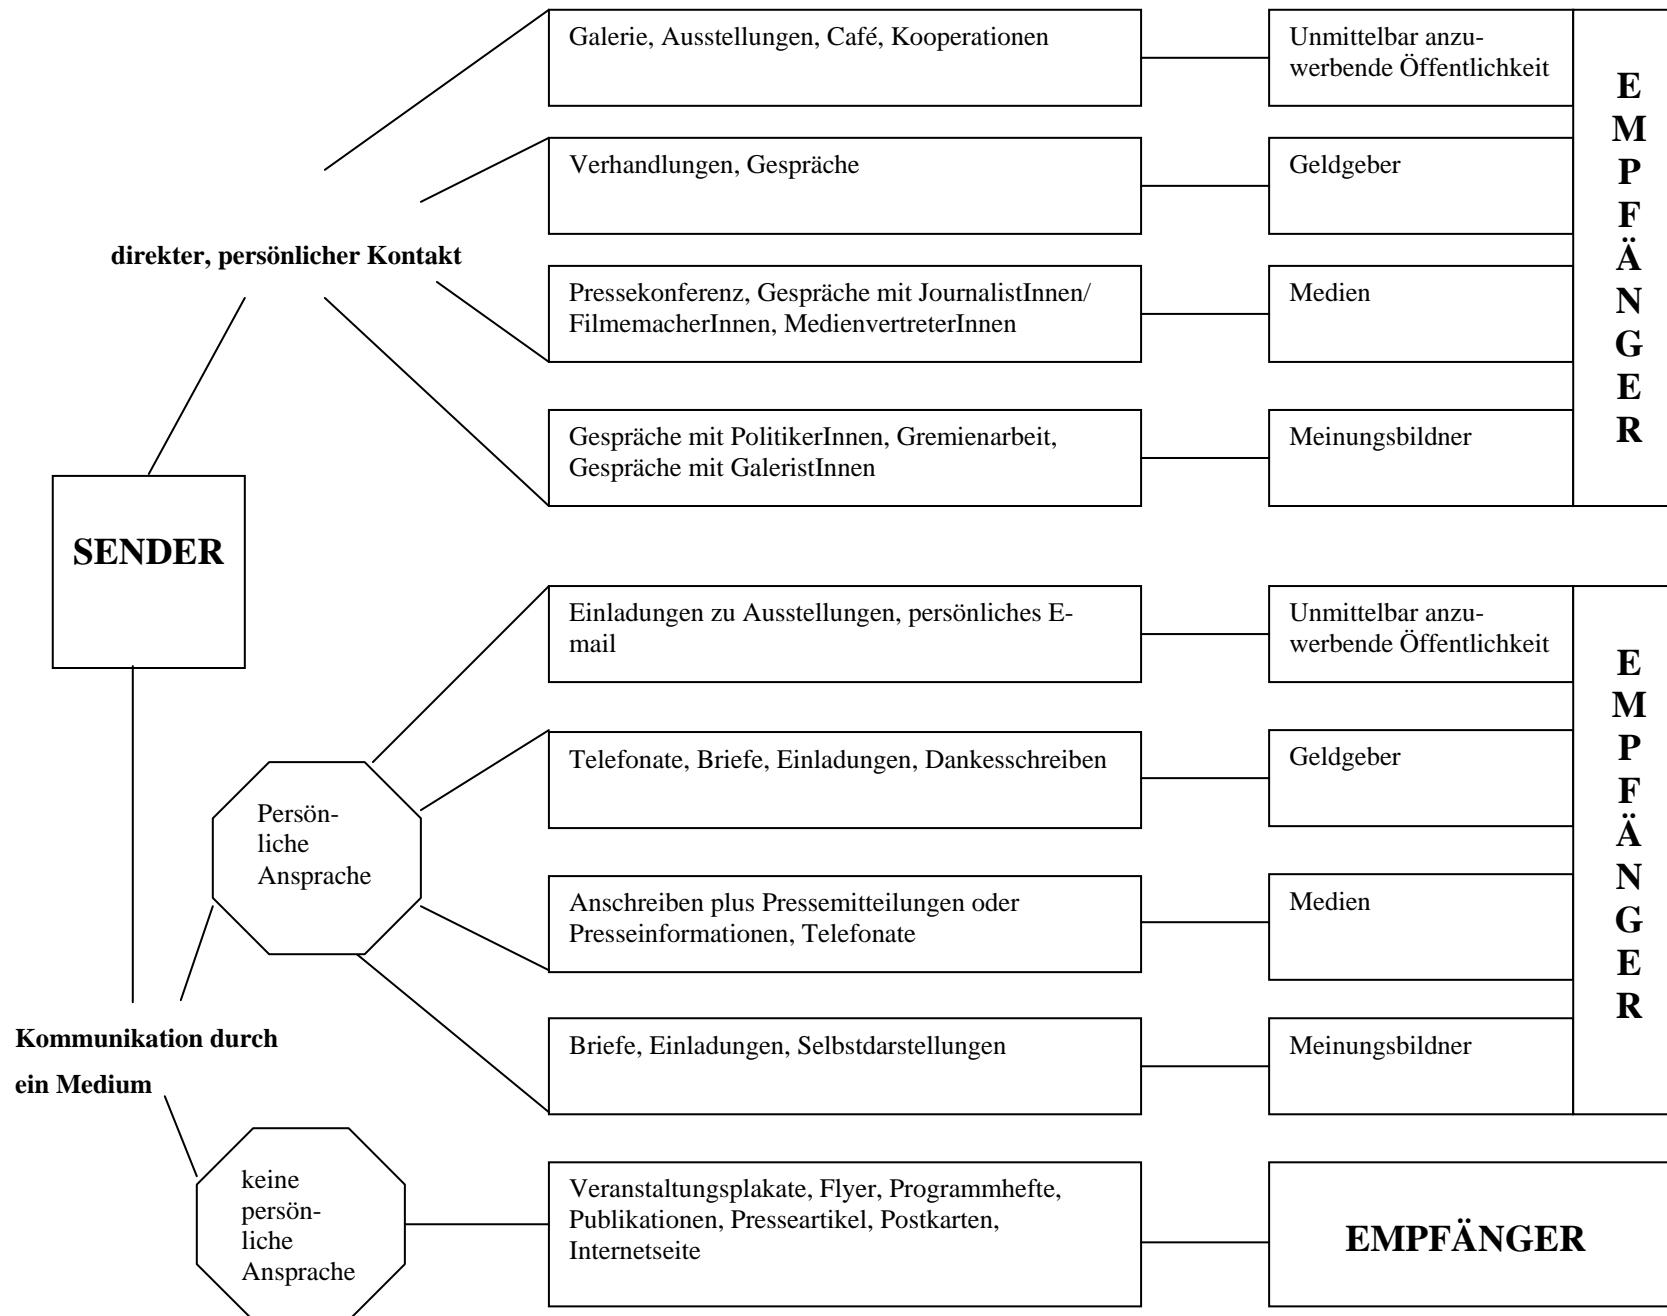 Galerie, Ausstellungen, Café, Kooperationen
Unmittelbar anzu-
werbende Öffentlichkeit
Verhandlungen, Gespräche
Geldgeber
direkter, persönlicher Kontakt
Pressekonferenz, Gespräche mit JournalistInnen/
FilmemacherInnen, MedienvertreterInnen
Medien
Gespräche mit PolitikerInnen, Gremienarbeit,
Gespräche mit GaleristInnen
Meinungsbildner
E
M
P
F
Ä
N
G
E
R
SENDER
Einladungen zu Ausstellungen, persönliches E-
mail
Unmittelbar anzu-
werbende Öffentlichkeit
Telefonate, Briefe, Einladungen, Dankesschreiben
Geldgeber
Persön-
liche
Ansprache
Anschreiben plus Pressemitteilungen oder
Presseinformationen, Telefonate
Medien
Briefe, Einladungen, Selbstdarstellungen
Meinungsbildner
E
M
P
F
Ä
N
G
E
R
Kommunikation durch
ein Medium
keine
persön-
liche
Ansprache
Veranstaltungsplakate, Flyer, Programmhefte,
Publikationen, Presseartikel, Postkarten,
Internetseite
EMPFÄNGER